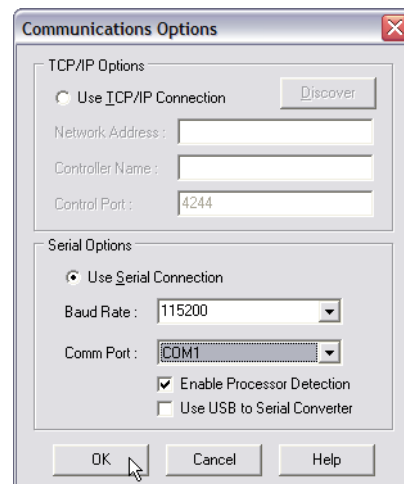 Communications Options
TCP/IP Options
Use TCP/IP Connection
Discover
Network Address :
Controller Name :
Control Port :
4244
Serial Options
Use Serial Connection
Baud Rate :
115200
Comm Port :
COM1
Enable Processor Detection
Use USB to Serial Converter
OK
Cancel
Help